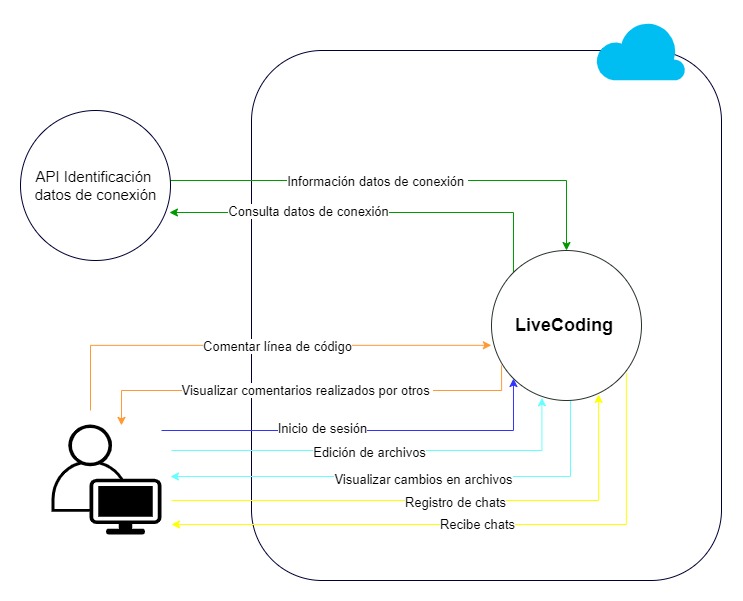 API Identificación
datos de conexión
Información datos de conexión
Consulta datos de conexión
LiveCoding
Comentar línea de código
Visualizar comentarios realizados por otros
Inicio de sesión
Edición de archivos
Visualizar cambios en archivos
Registro de chats
Recibe chats